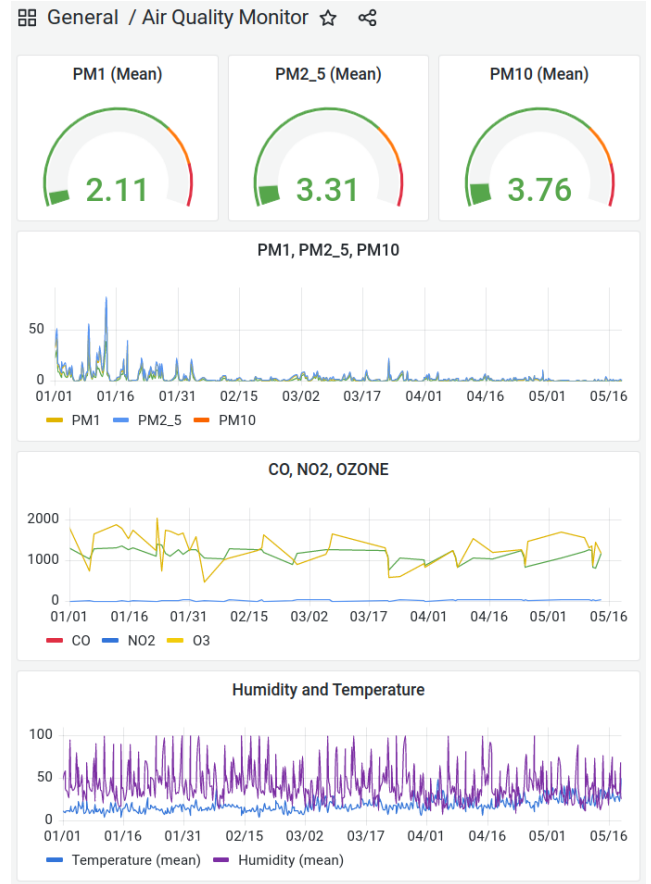 General / Air Quality Monitor
PM1 (Mean) PM2_5 (Mean) PM10 (Mean)
2.11 3.31 3.76
PM1, PM2_5, PM10
50
0
01/01 01/16 01/31 02/15 03/02 03/17 04/01 04/16 05/01 05/16
PM1 PM2_5 PM10
CO, NO2, OZONE
2000
1000
0
01/01 01/16 01/31 02/15 03/02 03/17 04/01 04/16 05/01 05/16
CO NO2 O3
Humidity and Temperature
100
50
0
01/01 01/16 01/31 02/15 03/02 03/17 04/01 04/16 05/01 05/16
Temperature (mean) Humidity (mean)